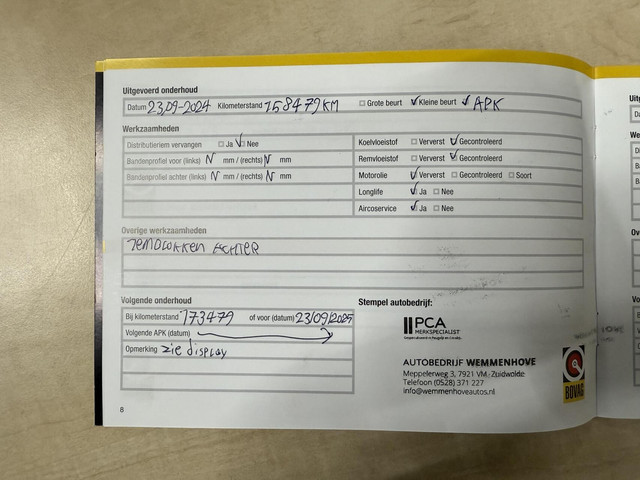 Uitgevoerd onderhoud
Datum 23,09-2024 Kilometerstand 158479KM Grote beurt Kleine beurt APK
Werkzaamheden
Distributieriem vervangen Ja Nee
Koelvloeistof Ververst Gecontroleerd
Bandenprofiel voor (links) N mm / (rechts) N mm
Remvloeistof Ververst Gecontroleerd
Bandenprofiel achter (links) N mm / (rechts) N mm
Motorolie Ververst Gecontroleerd Soort
Longlife Ja Nee
Aircoservice Ja Nee
Overige werkzaamheden
REMBLOKKEN ACHTER
Volgende onderhoud
Bij kilometerstand 173479 of voor (datum) 23/09/2025
Volgende APK (datum)
Opmerking zie display
Stempel autobedrijf:
PCA
MERKSPECIALIST
AUTOBEDRIJF WEMMENHOVE
Meppelerweg 3, 7921 VM - Zuidwolde
Telefoon (0528) 371 227
info@wemmenhoveautos.nl
BOVAG
8